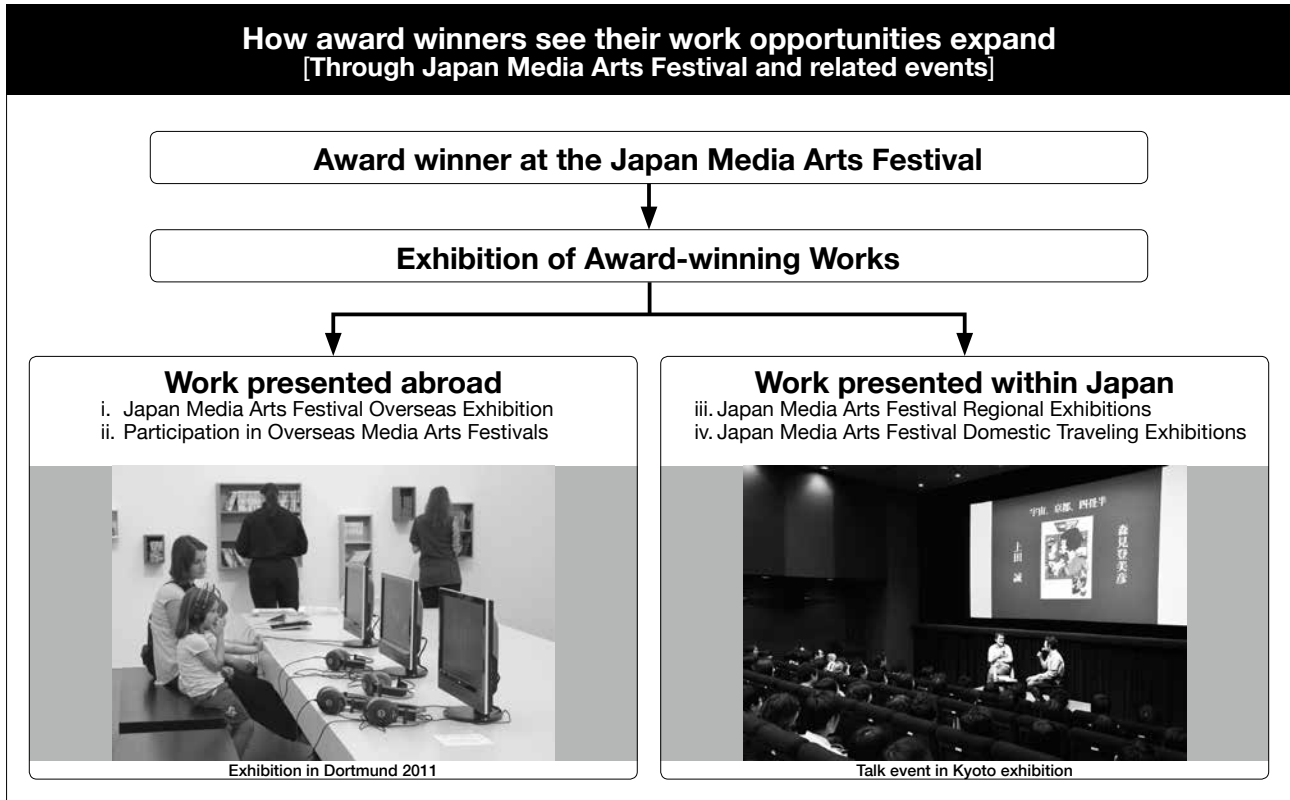 How award winners see their work opportunities expand
[Through Japan Media Arts Festival and related events]
Award winner at the Japan Media Arts Festival
Exhibition of Award-winning Works
Work presented abroad
i. Japan Media Arts Festival Overseas Exhibition
ii. Participation in Overseas Media Arts Festivals
Exhibition in Dortmund 2011
Work presented within Japan
iii. Japan Media Arts Festival Regional Exhibitions
iv. Japan Media Arts Festival Domestic Traveling Exhibitions
宇宙、京都、四畳半
森見登美彦
上田 誠
Talk event in Kyoto exhibition